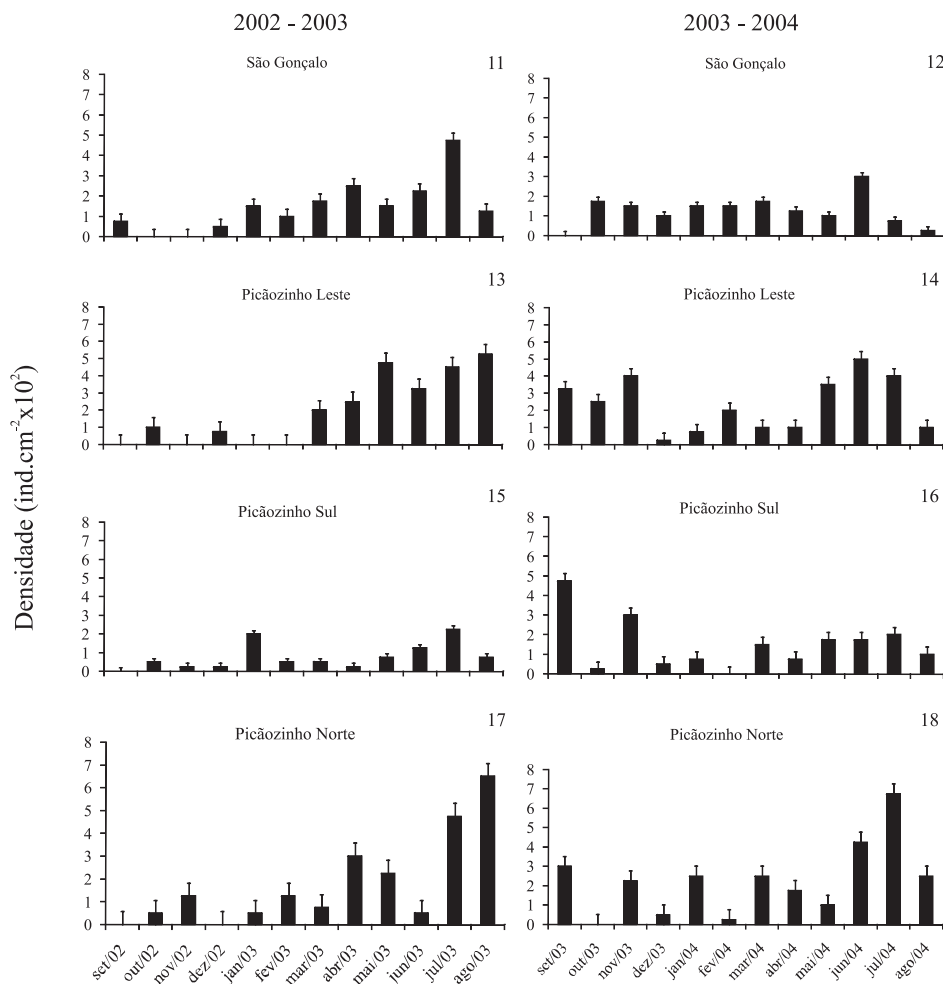 2002 - 2003
2003 - 2004
São Gonçalo
11
8
7
6
5
4
3
2
1
0
São Gonçalo
12
8
7
6
5
4
3
2
1
0
Picãozinho Leste
13
8
7
6
5
4
3
2
1
0
Picãozinho Leste
14
8
7
6
5
4
3
2
1
0
Densidade (ind.cm⁻²x10²)
Picãozinho Sul
15
8
7
6
5
4
3
2
1
0
Picãozinho Sul
16
8
7
6
5
4
3
2
1
0
Picãozinho Norte
17
8
7
6
5
4
3
2
1
0
set/02
out/02
nov/02
dez/02
jan/03
fev/03
mar/03
abr/03
mai/03
jun/03
jul/03
ago/03
Picãozinho Norte
18
8
7
6
5
4
3
2
1
0
set/03
out/03
nov/03
dez/03
jan/04
fev/04
mar/04
abr/04
mai/04
jun/04
jul/04
ago/04